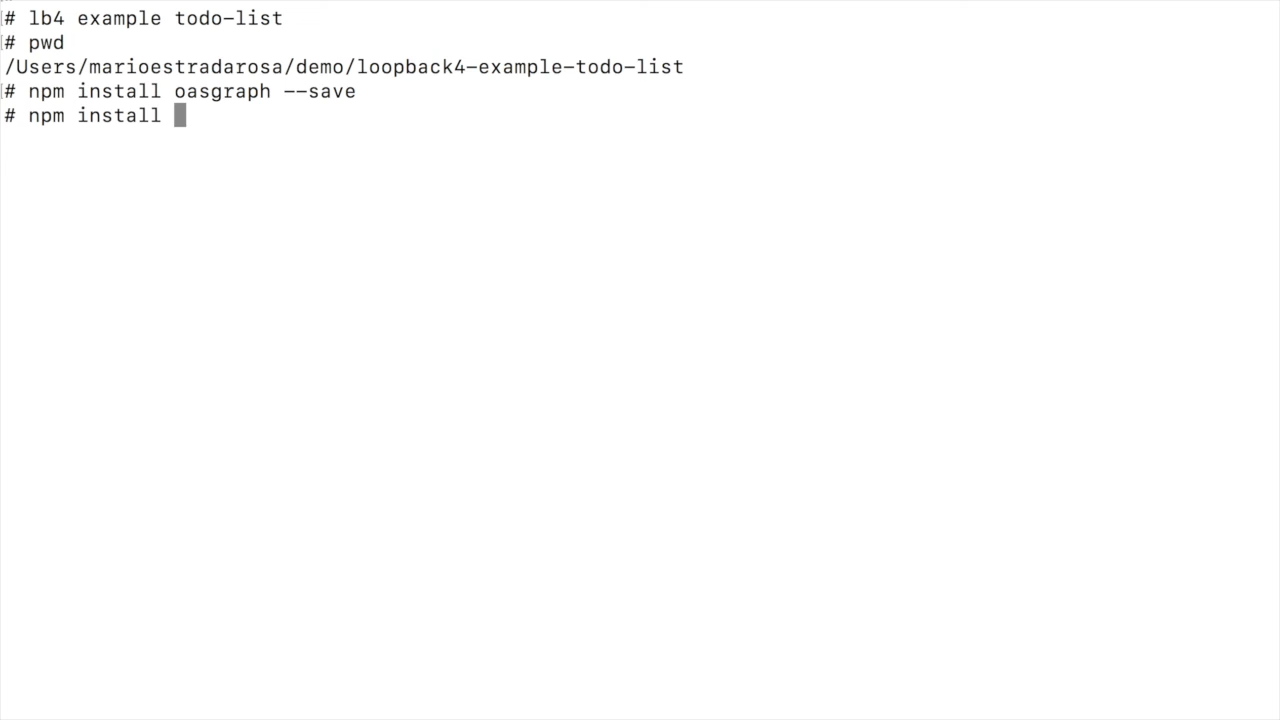 # lb4 example todo-list
# pwd
/Users/marioestradarosa/demo/loopback4-example-todo-list
# npm install oasgraph --save
# npm install